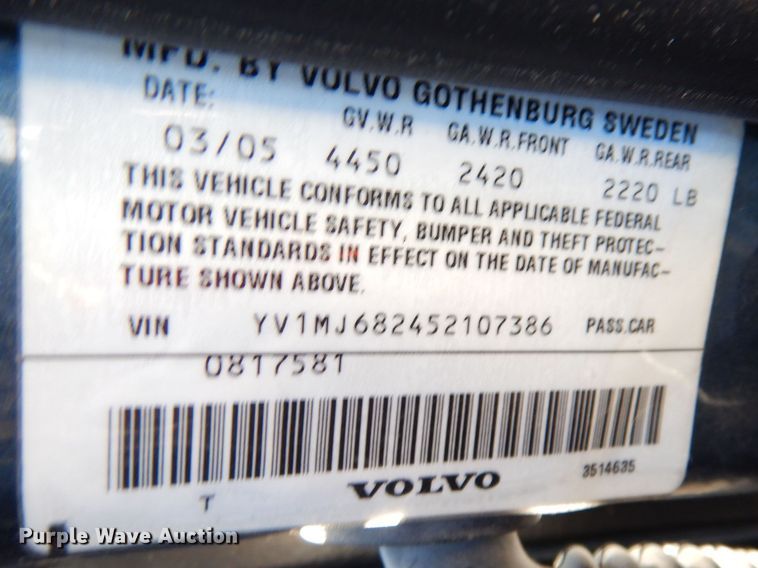 MFD. BY VOLVO GOTHENBURG SWEDEN
DATE: GV.W.R GA.W.R.FRONT GA.W.R.REAR
03/05 4450 2420 2220 LB
THIS VEHICLE CONFORMS TO ALL APPLICABLE FEDERAL
MOTOR VEHICLE SAFETY, BUMPER AND THEFT PROTEC-
TION STANDARDS IN EFFECT ON THE DATE OF MANUFAC-
TURE SHOWN ABOVE.
VIN YV1MJ682452107386 PASS.CAR
0817581
T VOLVO 3514635
Purple Wave Auction